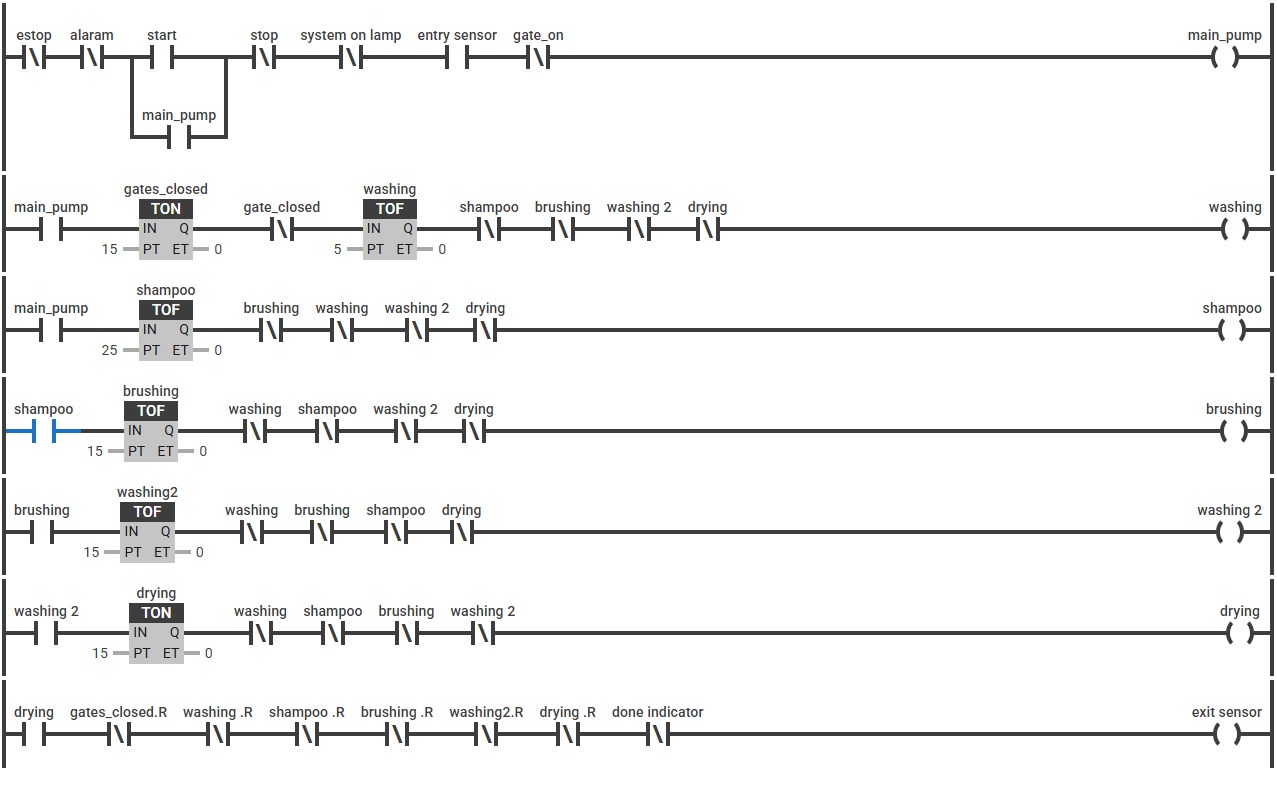 estop alaram start stop system on lamp entry sensor gate_on main_pump
main_pump
gates_closed washing
main_pump TON gate_closed TOF shampoo brushing washing 2 drying washing
IN Q IN Q
15 PT ET 0 5 PT ET 0
shampoo
main_pump TOF brushing washing washing 2 drying shampoo
IN Q
25 PT ET 0
brushing
shampoo TOF washing shampoo washing 2 drying brushing
IN Q
15 PT ET 0
washing2
brushing TOF washing brushing shampoo drying washing 2
IN Q
15 PT ET 0
drying
washing 2 TON washing shampoo brushing washing 2 drying
IN Q
15 PT ET 0
drying gates_closed.R washing .R shampoo .R brushing .R washing2.R drying .R done indicator exit sensor